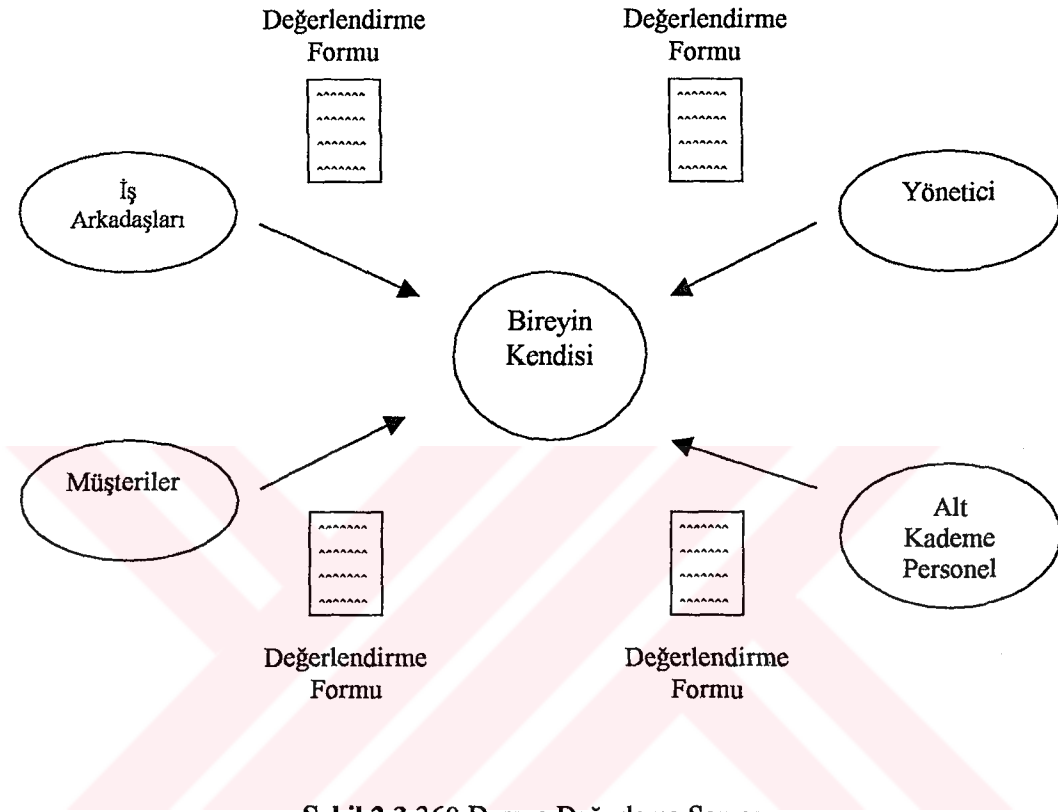 Değerlendirme
Formu
Değerlendirme
Formu
İş
Arkadaşları
Yönetici
Bireyin
Kendisi
Müşteriler
Alt
Kademe
Personel
Değerlendirme
Formu
Değerlendirme
Formu